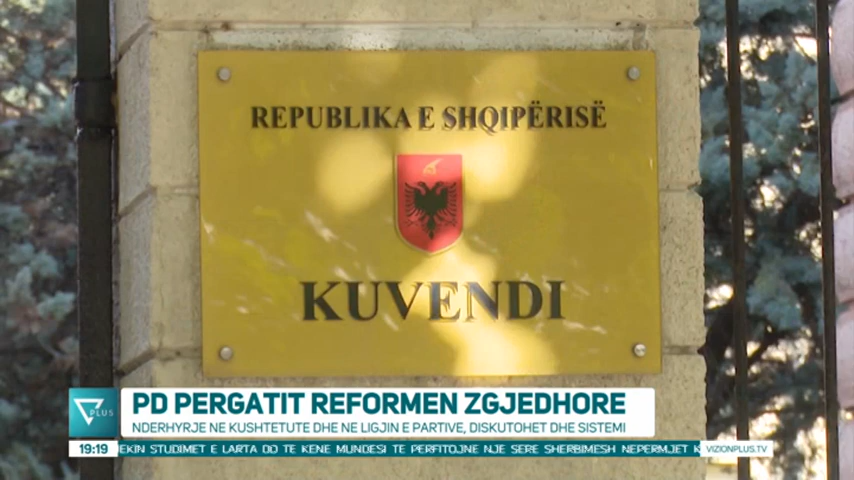 REPUBLIKA E SHQIPËRISË
KUVENDI
PLUS
PD PERGATIT REFORMEN ZGJEDHORE
NDERHYRJE NE KUSHTETUTE DHE NE LIGJIN E PARTIVE, DISKUTOHET DHE SISTEMI
19:19 EKIN STUDIMET E LARTA DO TE KENE MUNDESI TE PERFITOJNE NJE SERE SHERBIMESH NEPERMJET K VIZIONPLUS.TV